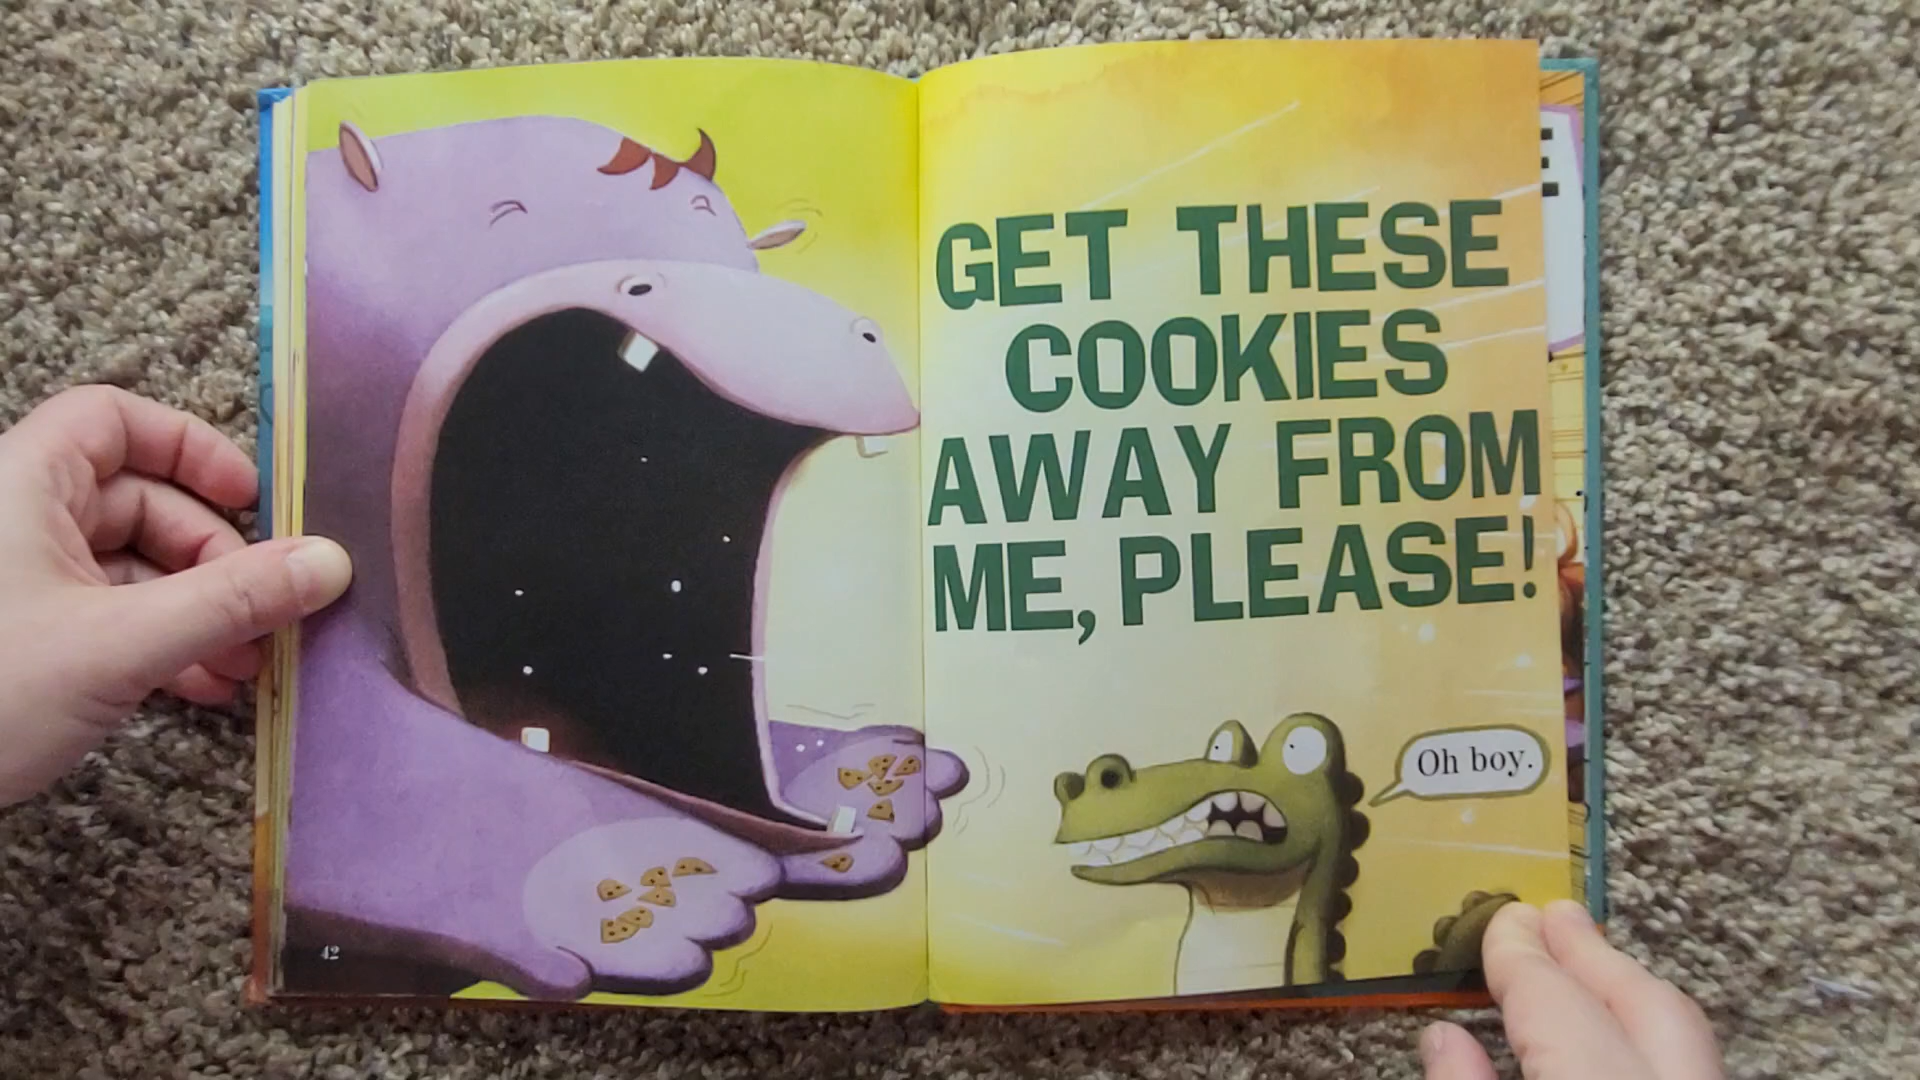 GET THESE
COOKIES
AWAY FROM
ME, PLEASE!
Oh boy.
42
E